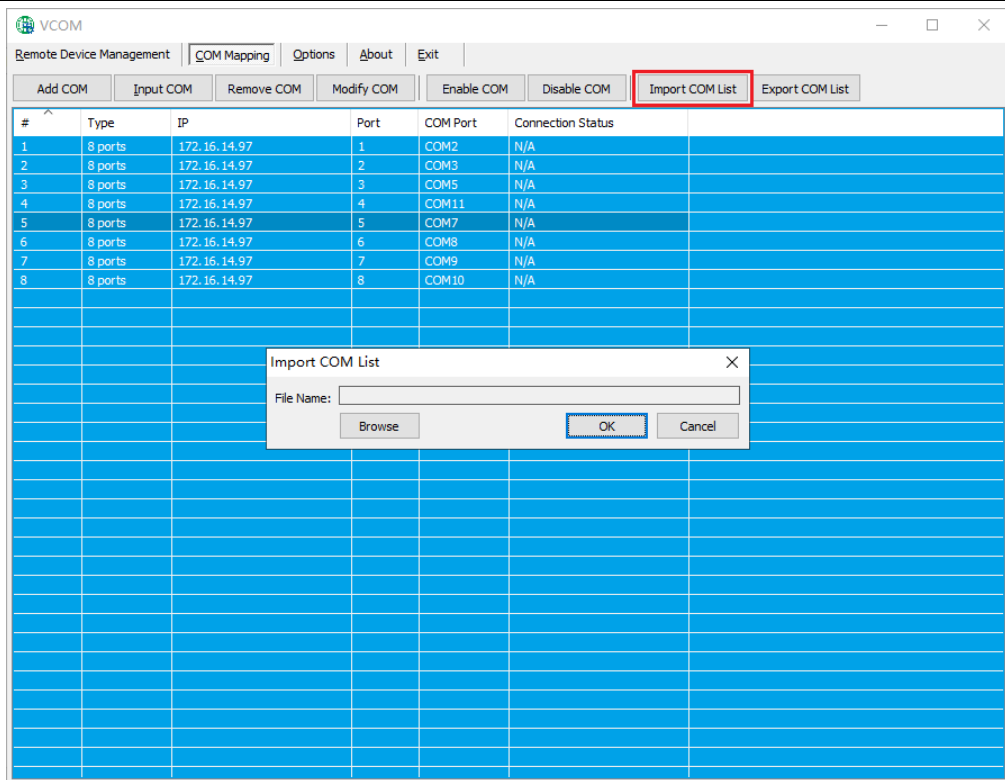 VCOM
Remote Device Management COM Mapping Options About Exit
Add COM Input COM Remove COM Modify COM Enable COM Disable COM Import COM List Export COM List
# Type IP Port COM Port Connection Status
1 8 ports 172.16.14.97 1 COM2 N/A
2 8 ports 172.16.14.97 2 COM3 N/A
3 8 ports 172.16.14.97 3 COM5 N/A
4 8 ports 172.16.14.97 4 COM11 N/A
5 8 ports 172.16.14.97 5 COM7 N/A
6 8 ports 172.16.14.97 6 COM8 N/A
7 8 ports 172.16.14.97 7 COM9 N/A
8 8 ports 172.16.14.97 8 COM10 N/A
Import COM List
File Name:
Browse OK Cancel